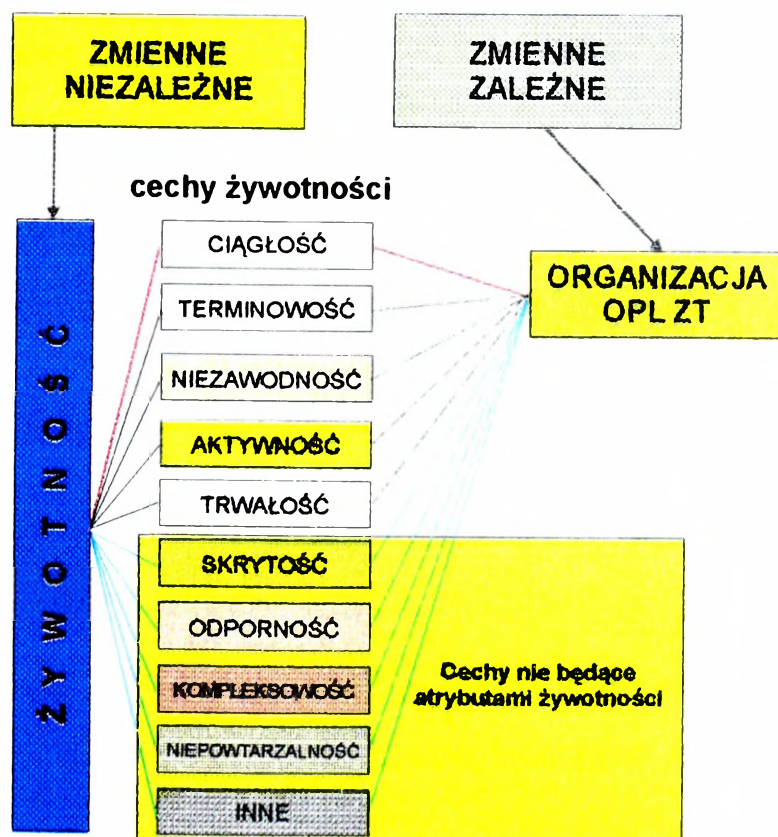 ZMIENNE
NIEZALEŻNE
ZMIENNE
ZALEŻNE
cechy żywotności
ŻYWOTNOŚĆ
CIĄGŁOŚĆ
TERMINOWOŚĆ
NIEZAWODNOŚĆ
AKTYWNOŚĆ
TRWAŁOŚĆ
SKRYTOŚĆ
ODPORNOŚĆ
KOMPLEKSOWOŚĆ
NIEPOWTARZALNOŚĆ
INNE
ORGANIZACJA
OPL ZT
Cechy nie będące
atrybutami żywotności